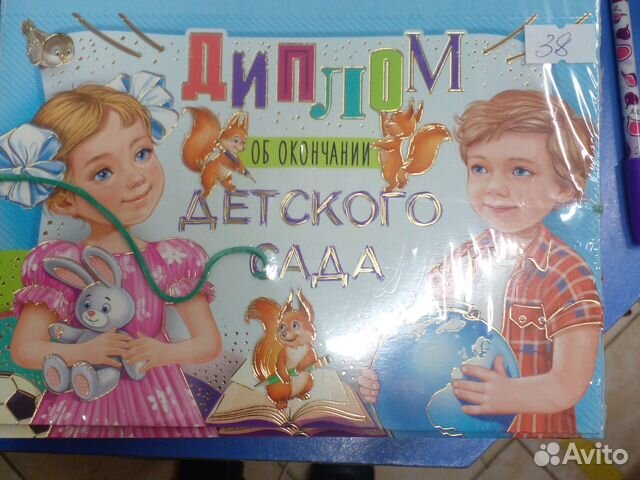 38
ДИПЛОМ
ОБ ОКОНЧАНИИ
ДЕТСКОГО
САДА
Avito